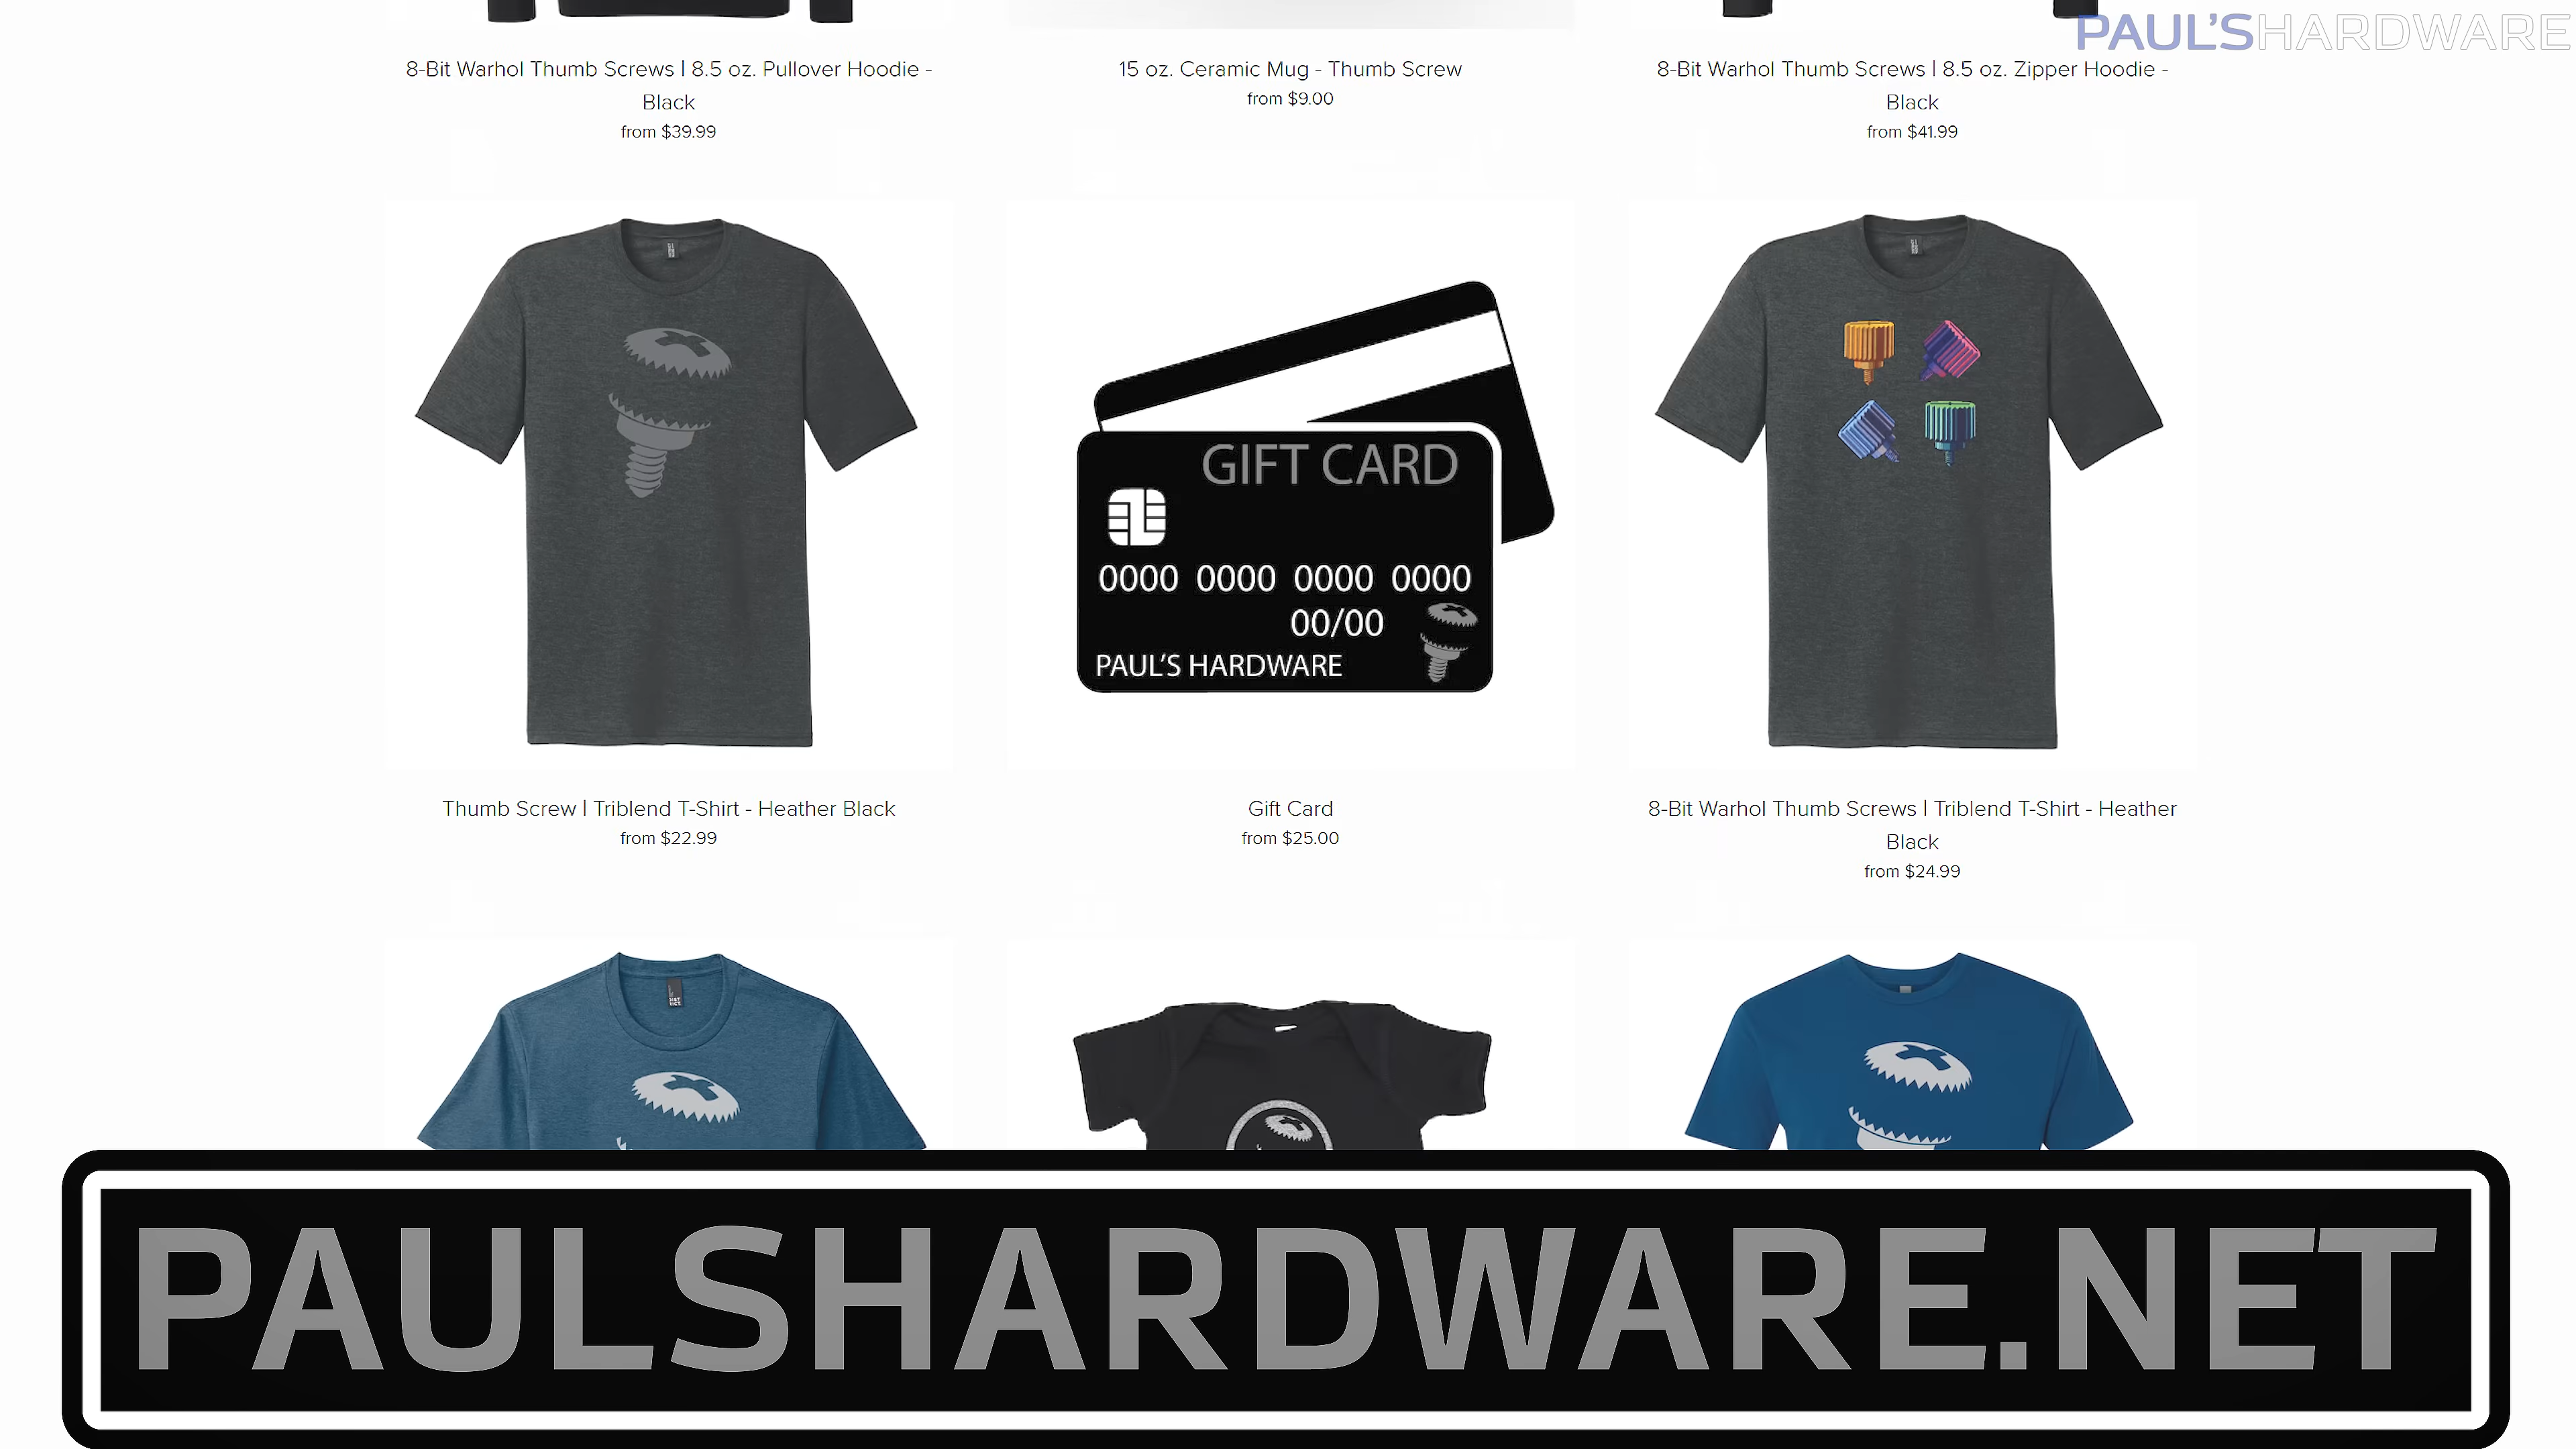 PAUL'SHARDWARE
8-Bit Warhol Thumb Screws | 8.5 oz. Pullover Hoodie -
Black
from $39.99
15 oz. Ceramic Mug - Thumb Screw
from $9.00
8-Bit Warhol Thumb Screws | 8.5 oz. Zipper Hoodie -
Black
from $41.99
GIFT CARD
0000 0000 0000 0000
00/00
PAUL'S HARDWARE
Thumb Screw | Triblend T-Shirt - Heather Black
from $22.99
Gift Card
from $25.00
8-Bit Warhol Thumb Screws | Triblend T-Shirt - Heather
Black
from $24.99
PAULSHARDWARE.NET